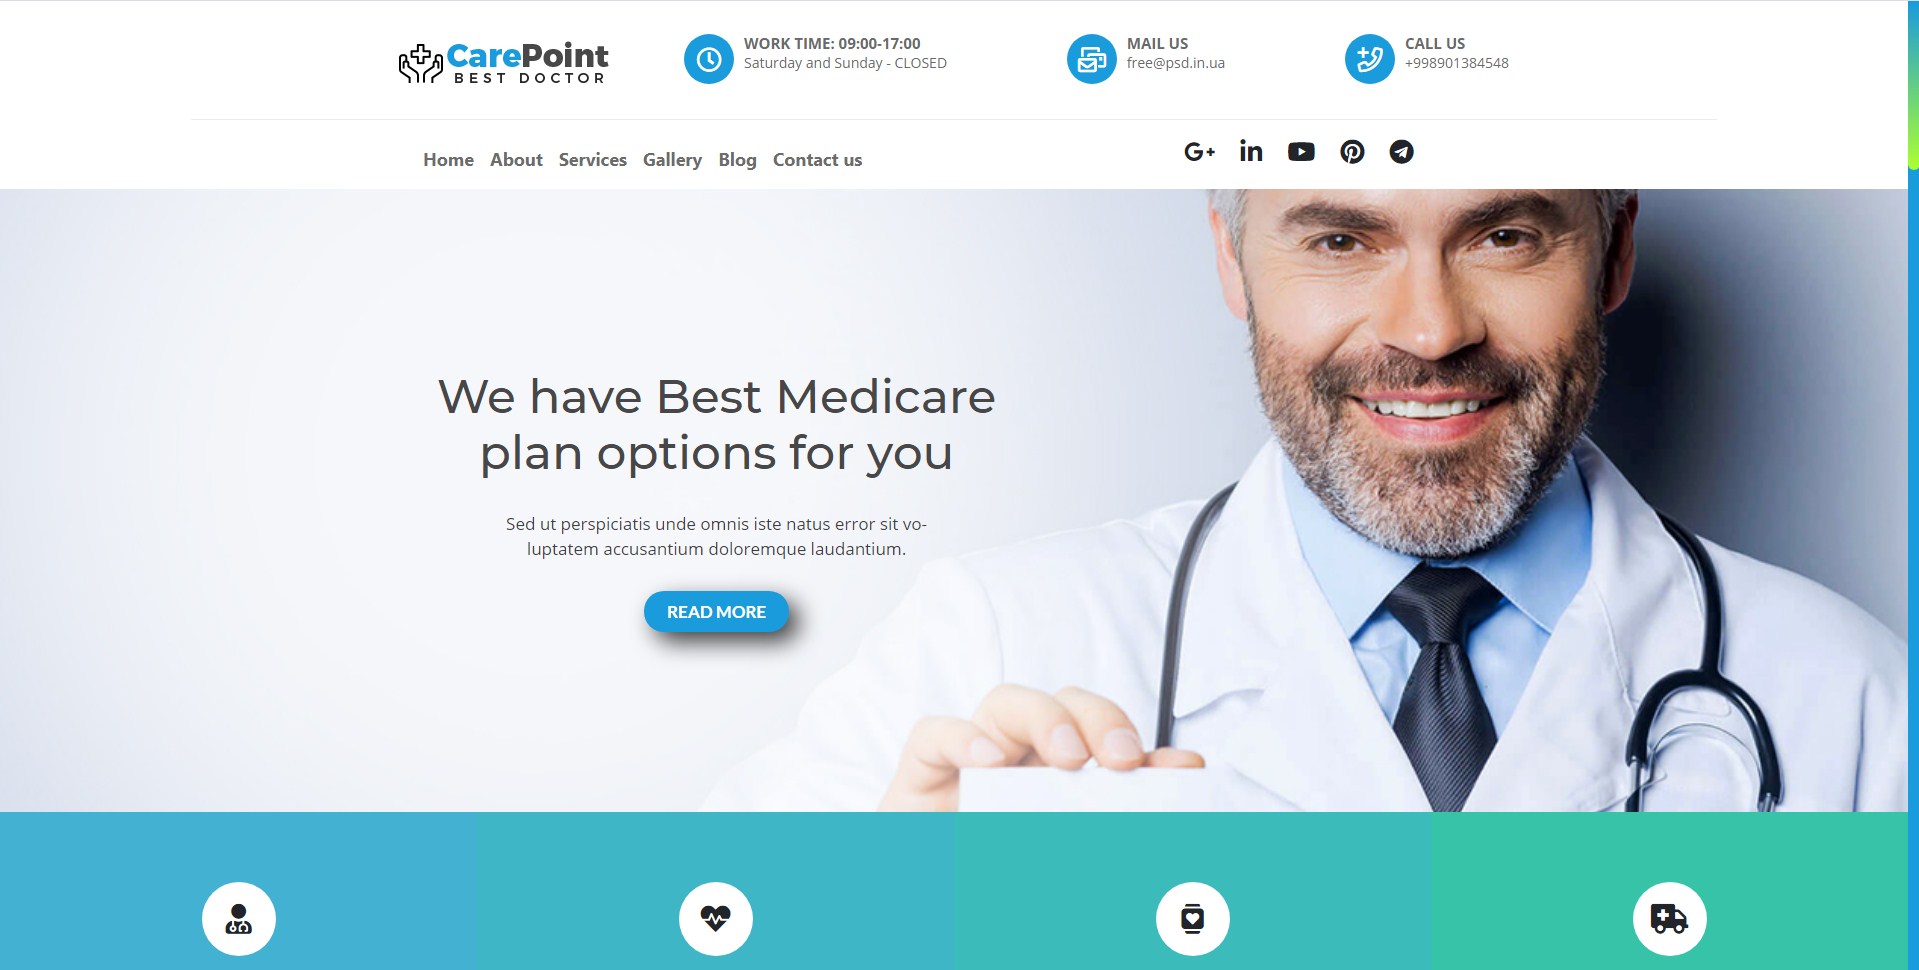 CarePoint
BEST DOCTOR
WORK TIME: 09:00-17:00
Saturday and Sunday - CLOSED
MAIL US
free@psd.in.ua
CALL US
+998901384548
Home About Services Gallery Blog Contact us
We have Best Medicare
plan options for you
Sed ut perspiciatis unde omnis iste natus error sit vo-
luptatem accusantium doloremque laudantium.
READ MORE